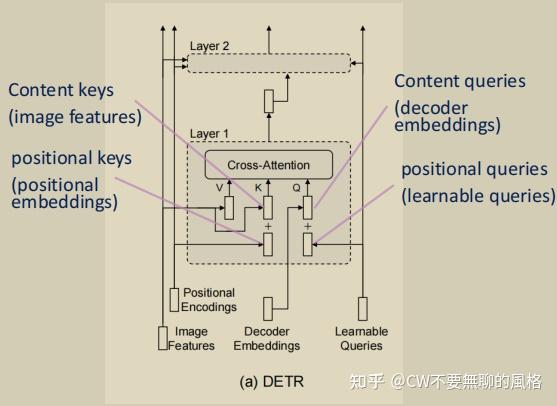 Layer 2
Content keys
(image features)
Content queries
(decoder
embeddings)
Layer 1
Cross-Attention
V
K
Q
positional keys
(positional
embeddings)
positional queries
(learnable queries)
+
+
Positional
Encodings
Image
Features
Decoder
Embeddings
Learnable
Queries
(a) DETR
知乎 @CW不要無聊的風格